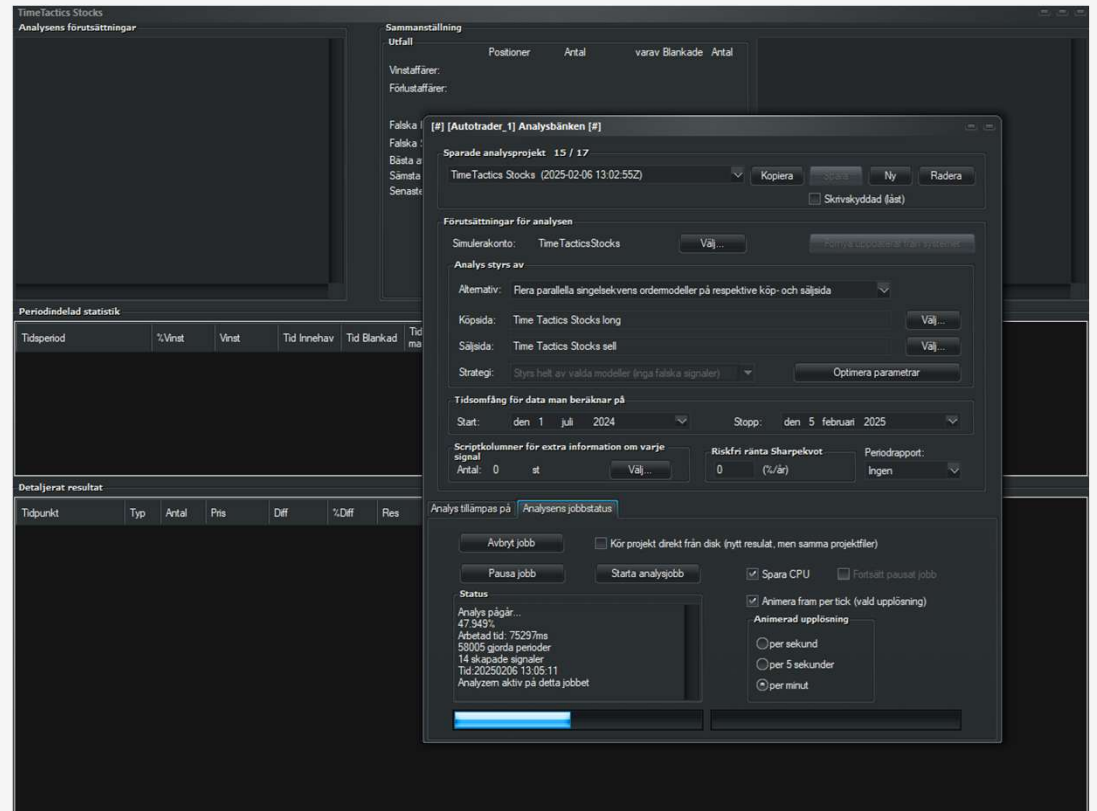 TimeTactics Stocks
Analysens förutsättningar
Sammanställning
Utfall
Positioner Antal varav Blankade Antal
Vinstaffärer:
Förlustaffärer:
Falska
Falska
Bästa
Sämsta
Senaste
Periodindelad statistik
Tidsperiod %Vinst Vinst Tid Innehav Tid Blankad Tid
ma
Detaljerat resultat
Tidpunkt Typ Antal Pris Diff %Diff Res
[#] [Autotrader_1] Analysbänken [#]
Sparade analysprojekt 15 / 17
TimeTactics Stocks (2025-02-06 13:02:55Z) Kopiera Spara Ny Radera
Skrivskyddad (låst)
Förutsättningar för analysen
Simulerakonto: TimeTacticsStocks Välj... Förnya uppdaterat från systemet
Analys styrs av
Alternativ: Flera parallella singelsekvens ordermodeller på respektive köp- och säljsida
Köpsida: Time Tactics Stocks long Välj...
Säljsida: Time Tactics Stocks sell Välj...
Strategi: Styrs helt av valda modeller (inga falska signaler) Optimera parametrar
Tidsomfång för data man beräknar på
Start: den 1 juli 2024 Stopp: den 5 februari 2025
Scriptkolumner för extra information om varje
signal
Antal: 0 st Välj...
Riskfri ränta Sharpekvot
0 (%/år)
Periodrapport:
Ingen
Analys tillämpas på Analysens jobbstatus
Avbryt jobb Kör projekt direkt från disk (nytt resulat, men samma projektfiler)
Pausa jobb Starta analysjobb Spara CPU Fortsätt pausat jobb
Status
Analys pågår...
47.949%
Arbetad tid: 75297ms
58005 gjorda perioder
14 skapade signaler
Tid:20250206 13:05:11
Analyzern aktiv på detta jobbet
Animera fram per tick (vald upplösning)
Animerad upplösning
per sekund
per 5 sekunder
per minut